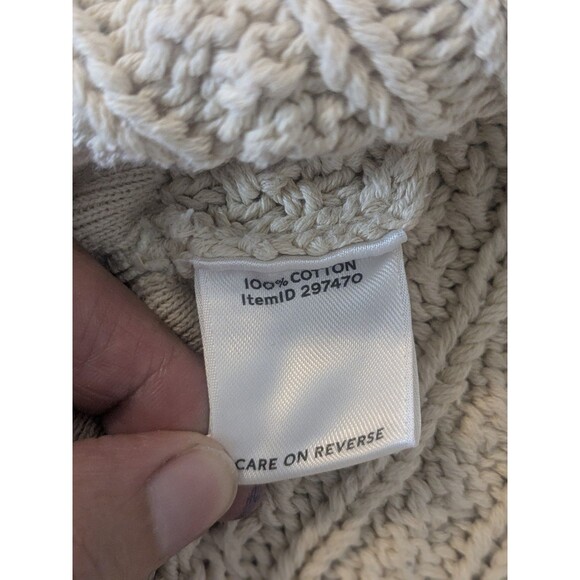 100% COTTON
ItemID 297470
CARE ON REVERSE